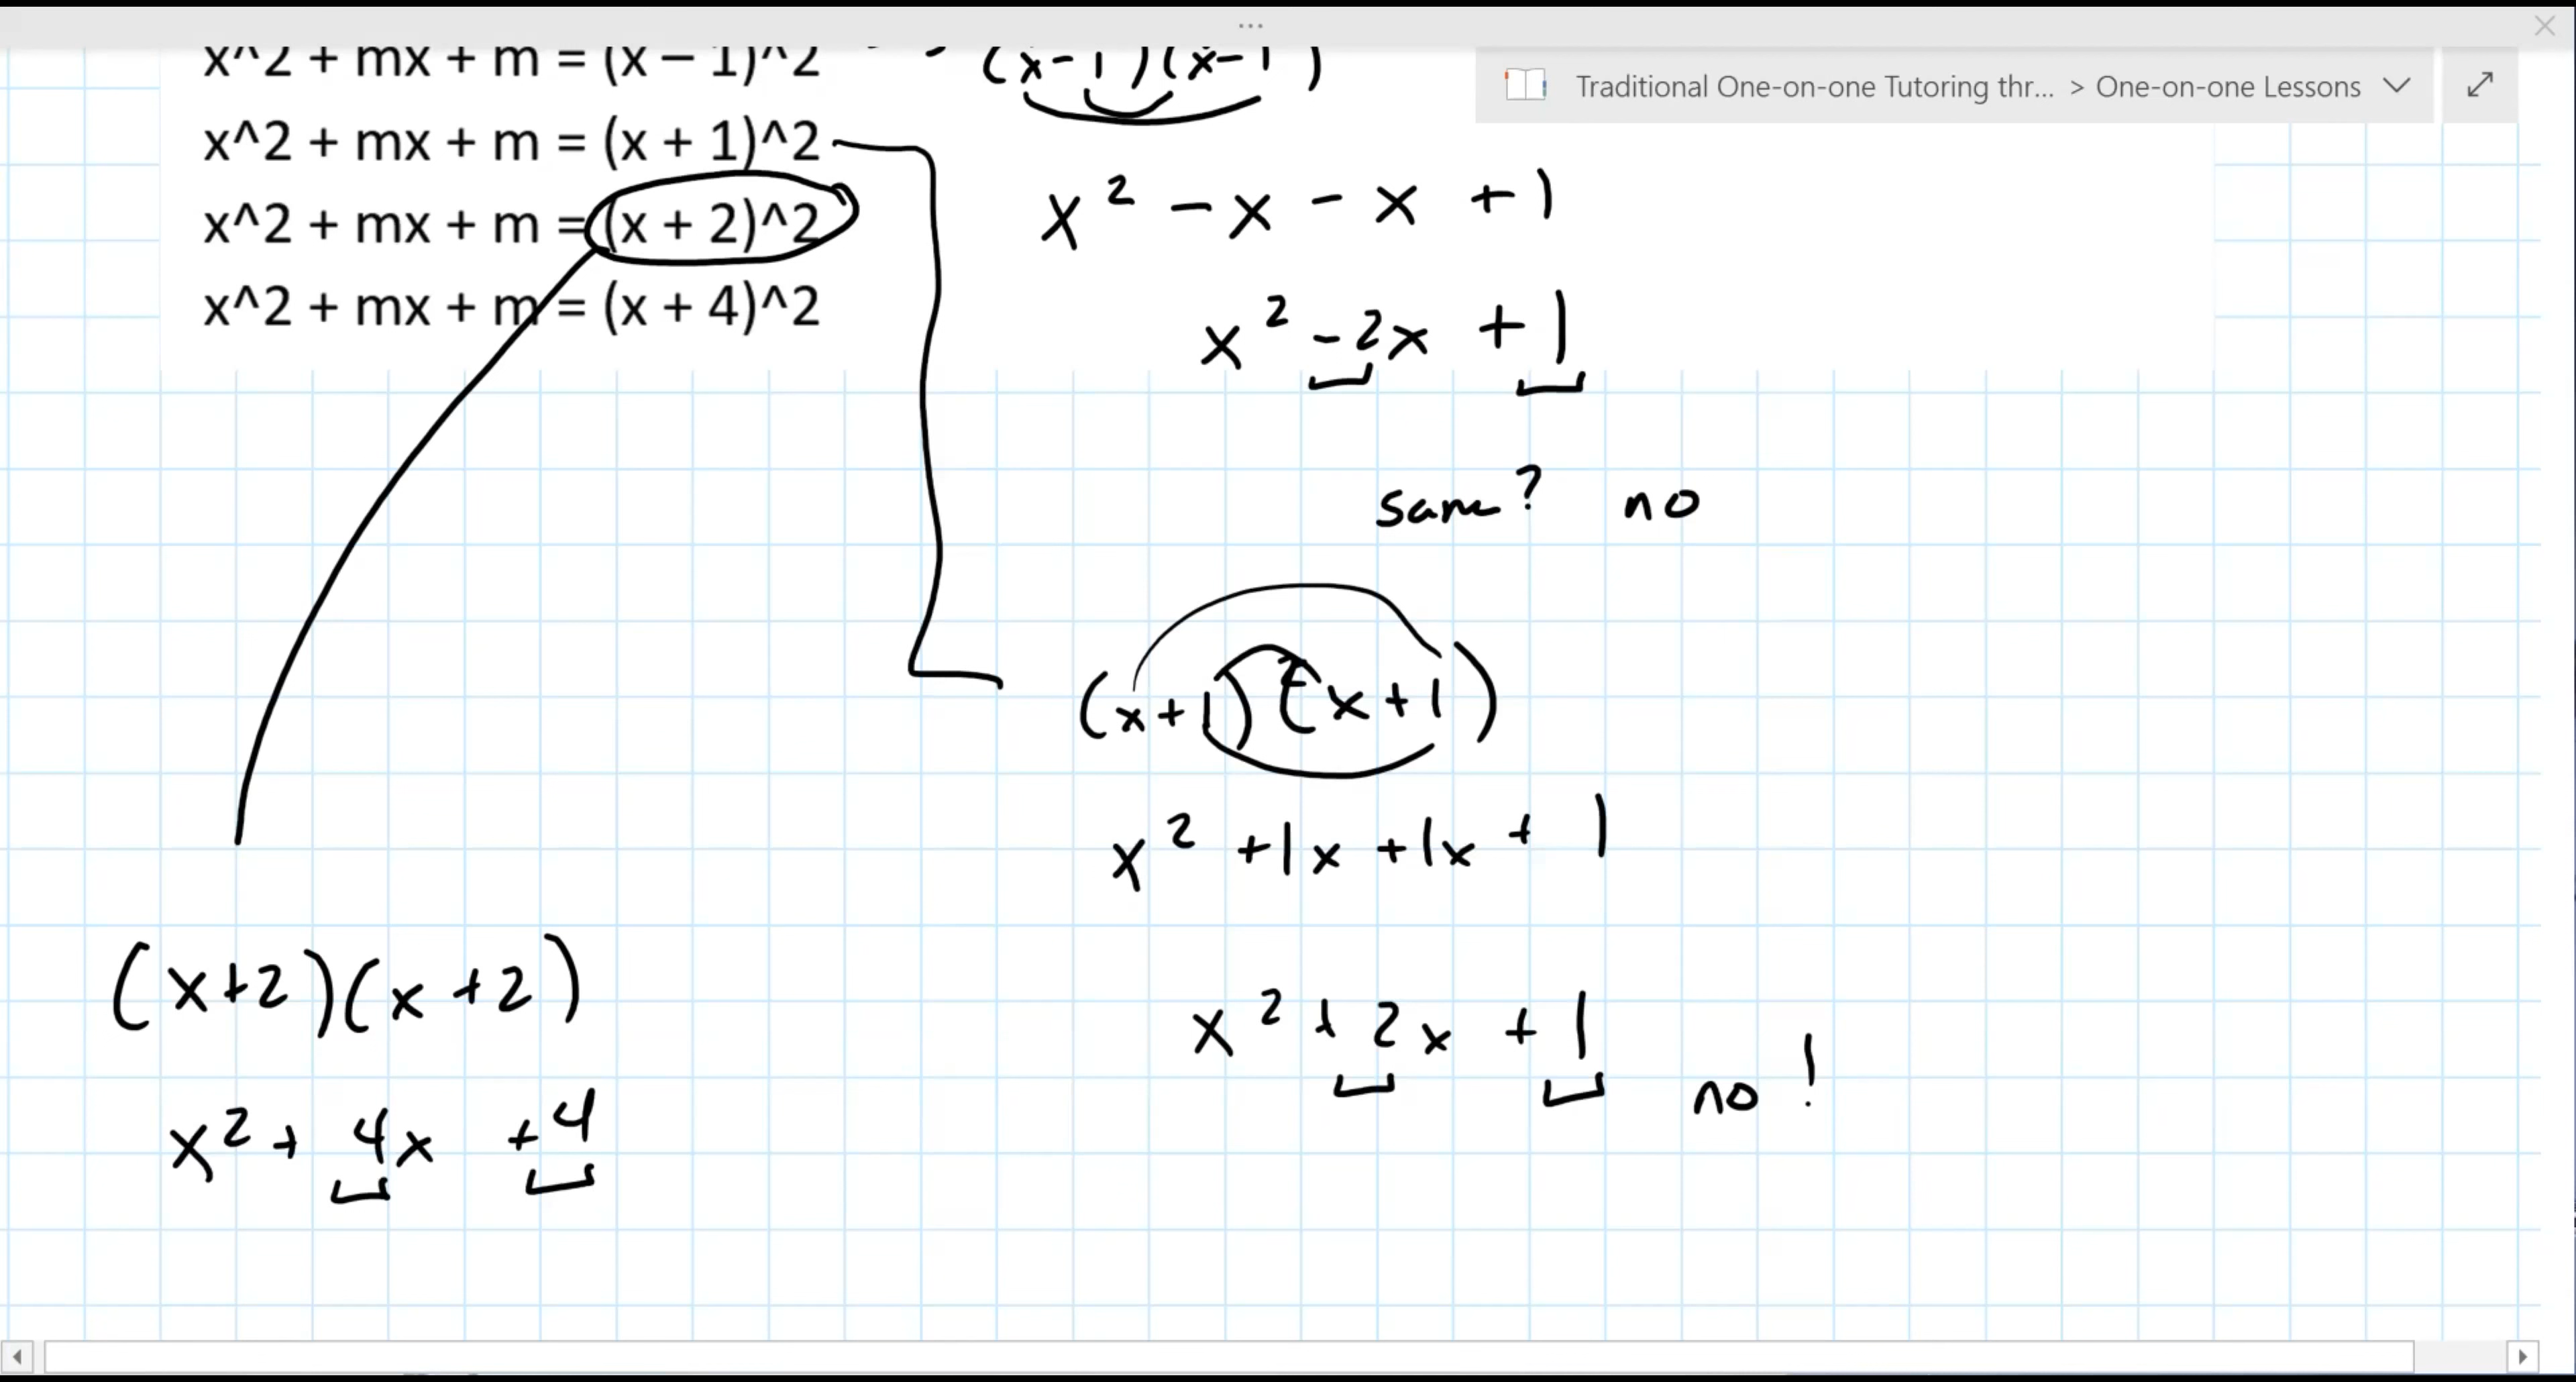 x^2 + mx + m = (x – 1)^2
(x-1)(x-1)
Traditional One-on-one Tutoring thr... > One-on-one Lessons
x^2 + mx + m = (x + 1)^2
x^2 + mx + m = (x + 2)^2
x^2 + mx + m = (x + 4)^2
x² - x - x + 1
x² - 2x + 1
same? no
(x+1)(x+1)
x² + 1x + 1x + 1
(x+2)(x+2)
x² + 2x + 1 no!
x² + 4x + 4